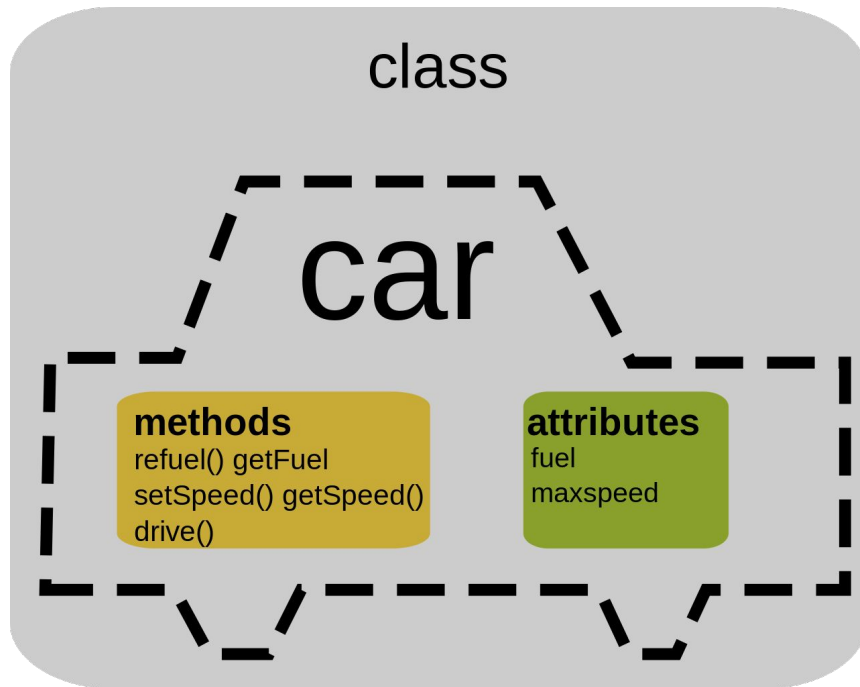 class
car
methods
refuel() getFuel
setSpeed() getSpeed()
drive()
attributes
fuel
maxspeed